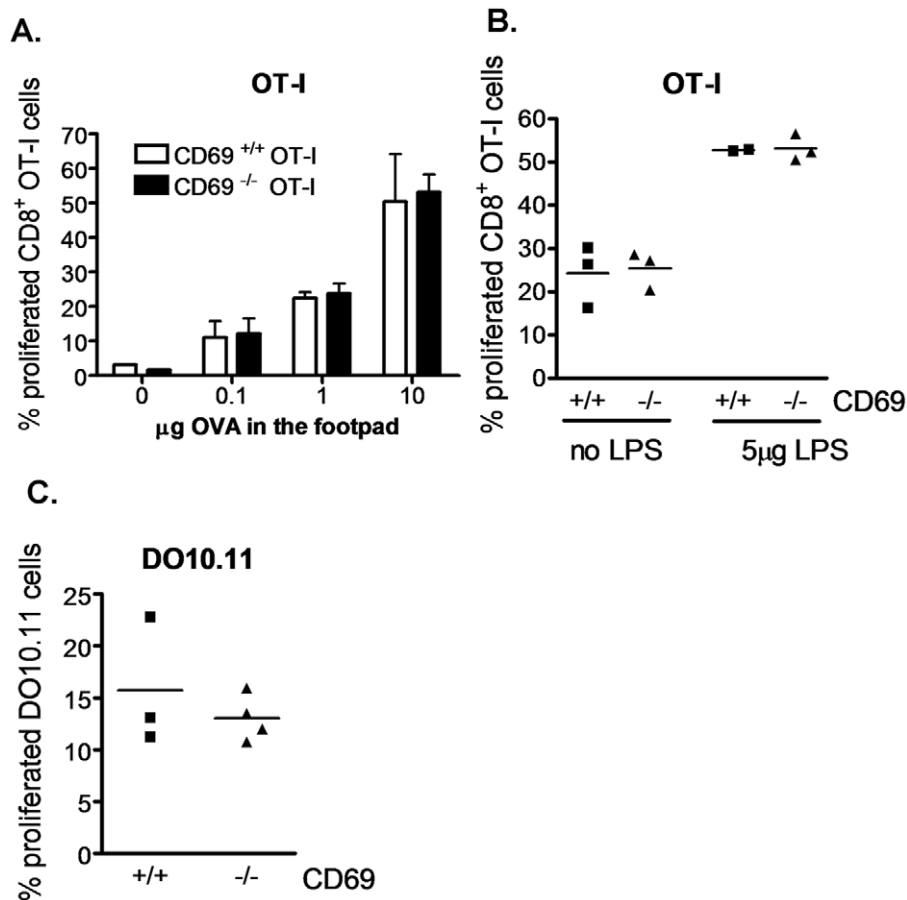 A.
OT-I
% proliferated CD8⁺ OT-I cells
70
60
50
40
30
20
10
0
CD69 +/+ OT-I
CD69 -/- OT-I
0 0.1 1 10
µg OVA in the footpad
B.
OT-I
% proliferated CD8⁺ OT-I cells
60
50
40
30
20
10
0
+/+ -/- +/+ -/- CD69
no LPS 5µg LPS
C.
DO10.11
% proliferated DO10.11 cells
25
20
15
10
5
0
+/+ -/- CD69